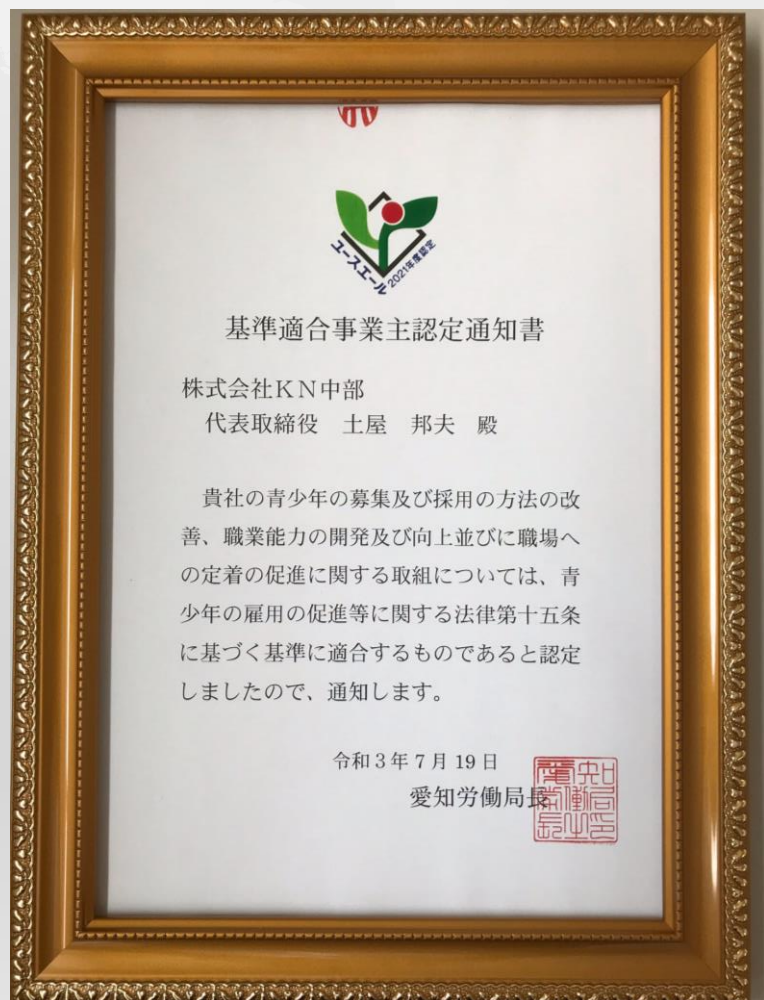 ユースエール
2021年度認定
基準適合事業主認定通知書
株式会社KN中部
代表取締役　土屋　邦夫　殿
貴社の青少年の募集及び採用の方法の改
善、職業能力の開発及び向上並びに職場へ
の定着の促進に関する取組については、青
少年の雇用の促進等に関する法律第十五条
に基づく基準に適合するものであると認定
しましたので、通知します。
令和3年7月19日
愛知労働局長